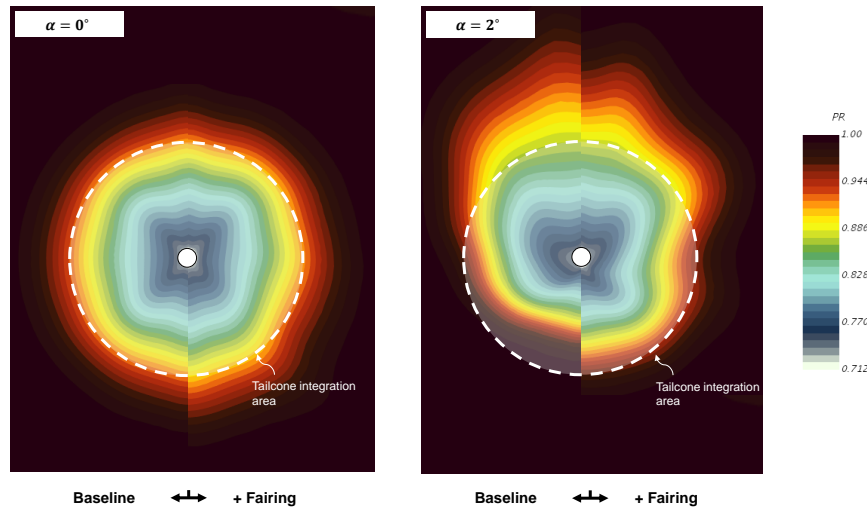 α = 0°
α = 2°
PR
1.00
0.944
0.886
0.828
0.770
0.712
Tailcone integration
area
Tailcone integration
area
Baseline + Fairing
Baseline + Fairing